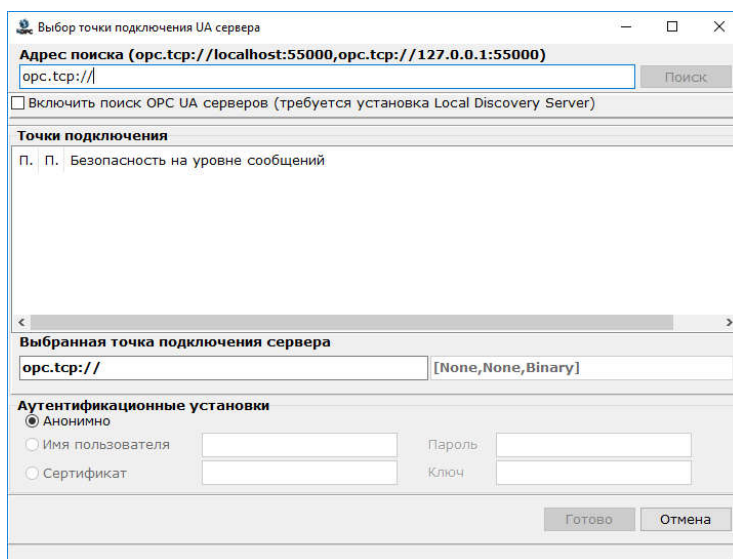 Выбор точки подключения UA сервера
Адрес поиска (opc.tcp://localhost:55000,opc.tcp://127.0.0.1:55000)
opc.tcp:// Поиск
Включить поиск OPC UA серверов (требуется установка Local Discovery Server)
Точки подключения
П. П. Безопасность на уровне сообщений
Выбранная точка подключения сервера
opc.tcp:// [None,None,Binary]
Аутентификационные установки
Анонимно
Имя пользователя Пароль
Сертификат Ключ
Готово Отмена